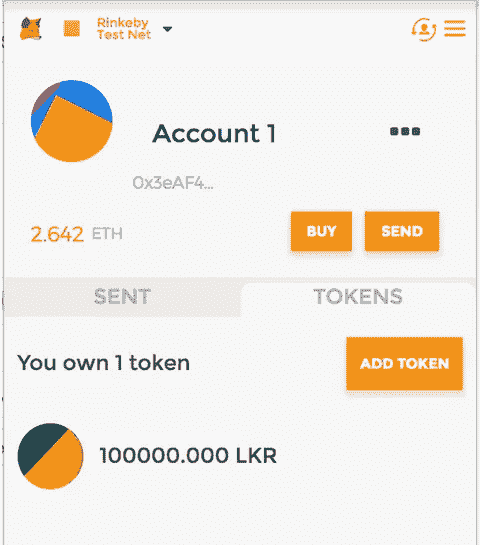 Rinkeby
Test Net
Account 1
0x3eAF4...
2.642 ETH
BUY
SEND
SENT
TOKENS
You own 1 token
ADD TOKEN
100000.000 LKR